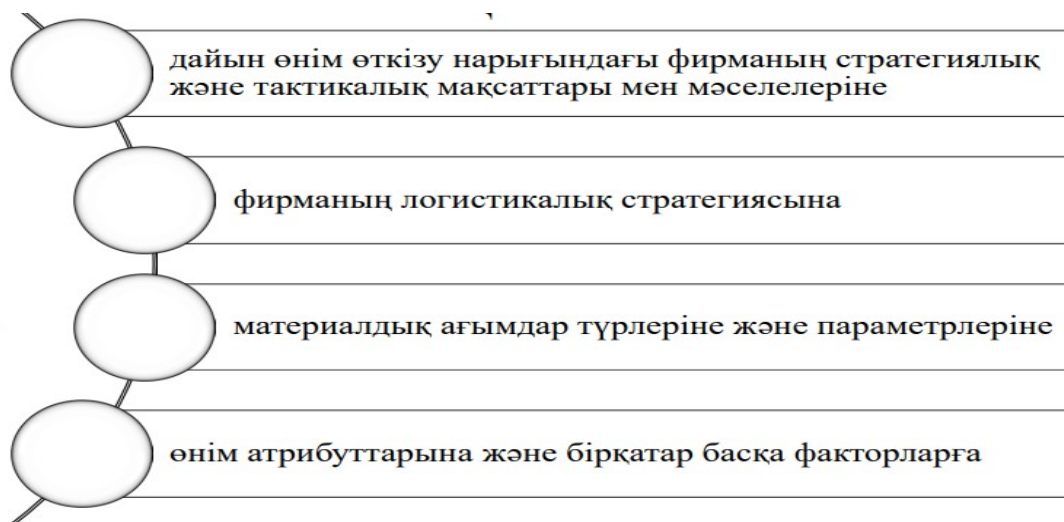 дайын өнім өткізу нарығындағы фирманың стратегиялық
және тактикалық мақсаттары мен мәселелеріне
фирманың логистикалық стратегиясына
материалдық ағымдар түрлеріне және параметрлеріне
өнім атрибуттарына және бірқатар басқа факторларға